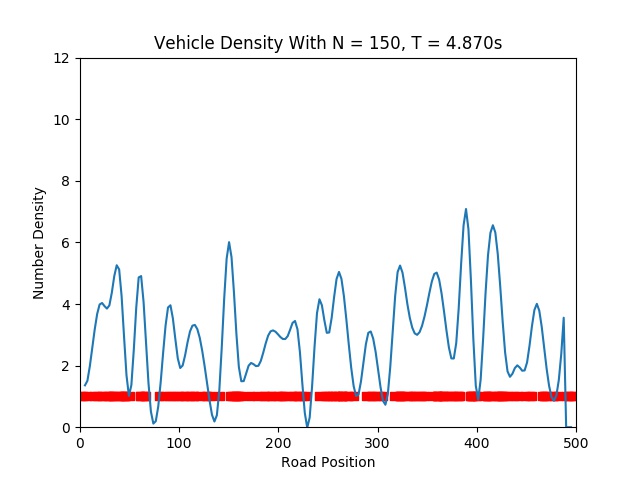 Vehicle Density With N = 150, T = 4.870s
12
10
8
6
4
2
0
Number Density
0 100 200 300 400 500
Road Position